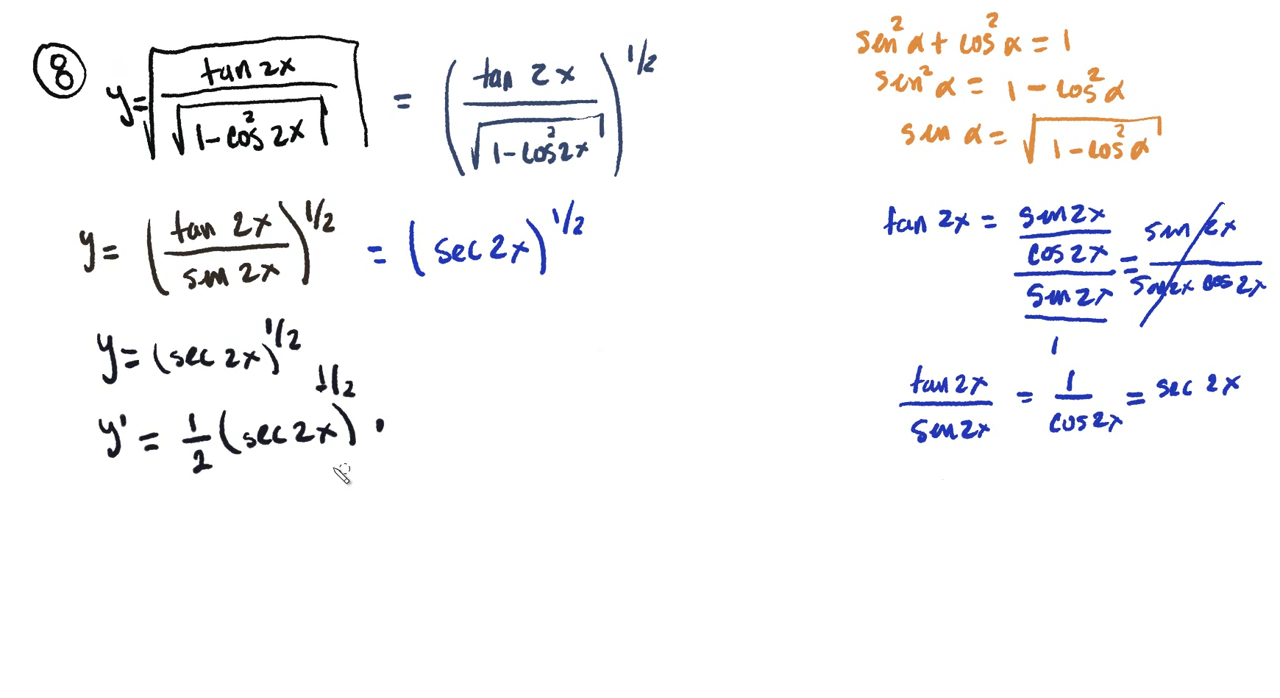 8
y = √(tan 2x / √(1 - cos² 2x)) = (tan 2x / √(1 - cos² 2x))^1/2
y = (tan 2x / sin 2x)^1/2 = (sec 2x)^1/2
y = (sec 2x)^1/2
y' = 1/2 (sec 2x)^1/2 ·
sen² α + cos² α = 1
sen² α = 1 - cos² α
sen α = √(1 - cos² α)
tan 2x = sin 2x / cos 2x / sin 2x / 1 = sin 2x / sin 2x cos 2x
tan 2x / sen 2x = 1 / cos 2x = sec 2x